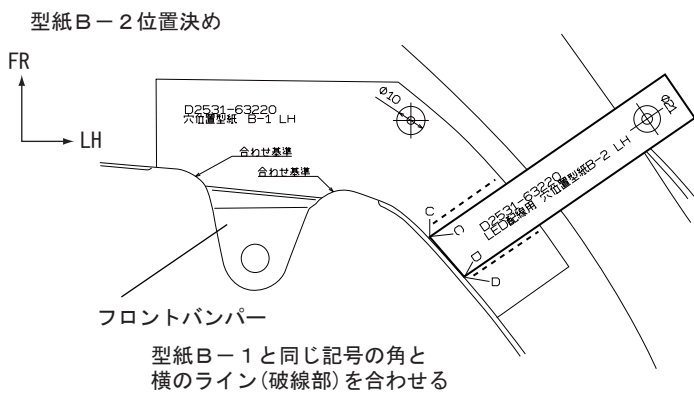 型紙B-2位置決め
FR
LH
D2531-63220
穴位置型紙 B-1 LH
φ10
合わせ基準
合わせ基準
C
C
D2531-63220
LED配線用 穴位置型紙B-2 LH
D
D
フロントバンパー
型紙B-1と同じ記号の角と
横のライン(破線部)を合わせる